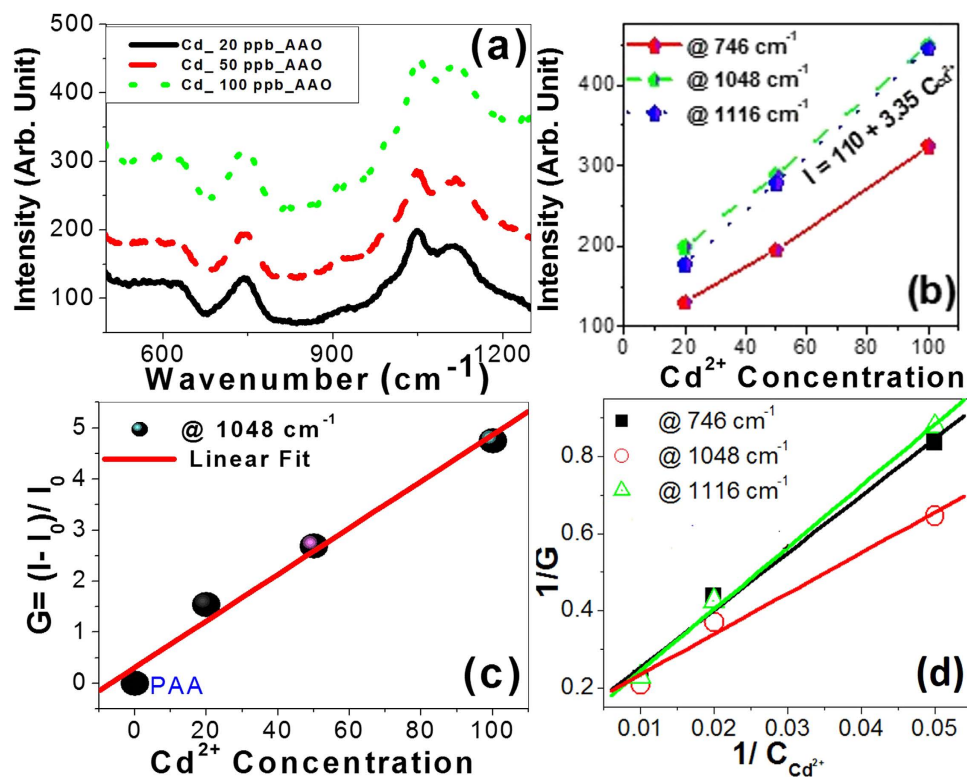 (a)
500
400
300
200
100
Intensity (Arb. Unit)
Cd_ 20 ppb_AAO
Cd_ 50 ppb_AAO
Cd_ 100 ppb_AAO
600 900 1200
Wavenumber (cm⁻¹)
(b)
400
300
200
100
Intensity (Arb. Unit)
@ 746 cm⁻¹
@ 1048 cm⁻¹
@ 1116 cm⁻¹
I = 110 + 3.35 C_Cd²⁺
0 20 40 60 80 100
Cd²⁺ Concentration
(c)
5
4
3
2
1
0
G= (I- I₀)/ I₀
@ 1048 cm⁻¹
Linear Fit
PAA
0 20 40 60 80 100
Cd²⁺ Concentration
(d)
0.8
0.6
0.4
0.2
1/G
@ 746 cm⁻¹
@ 1048 cm⁻¹
@ 1116 cm⁻¹
0.01 0.02 0.03 0.04 0.05
1/ C_Cd²⁺